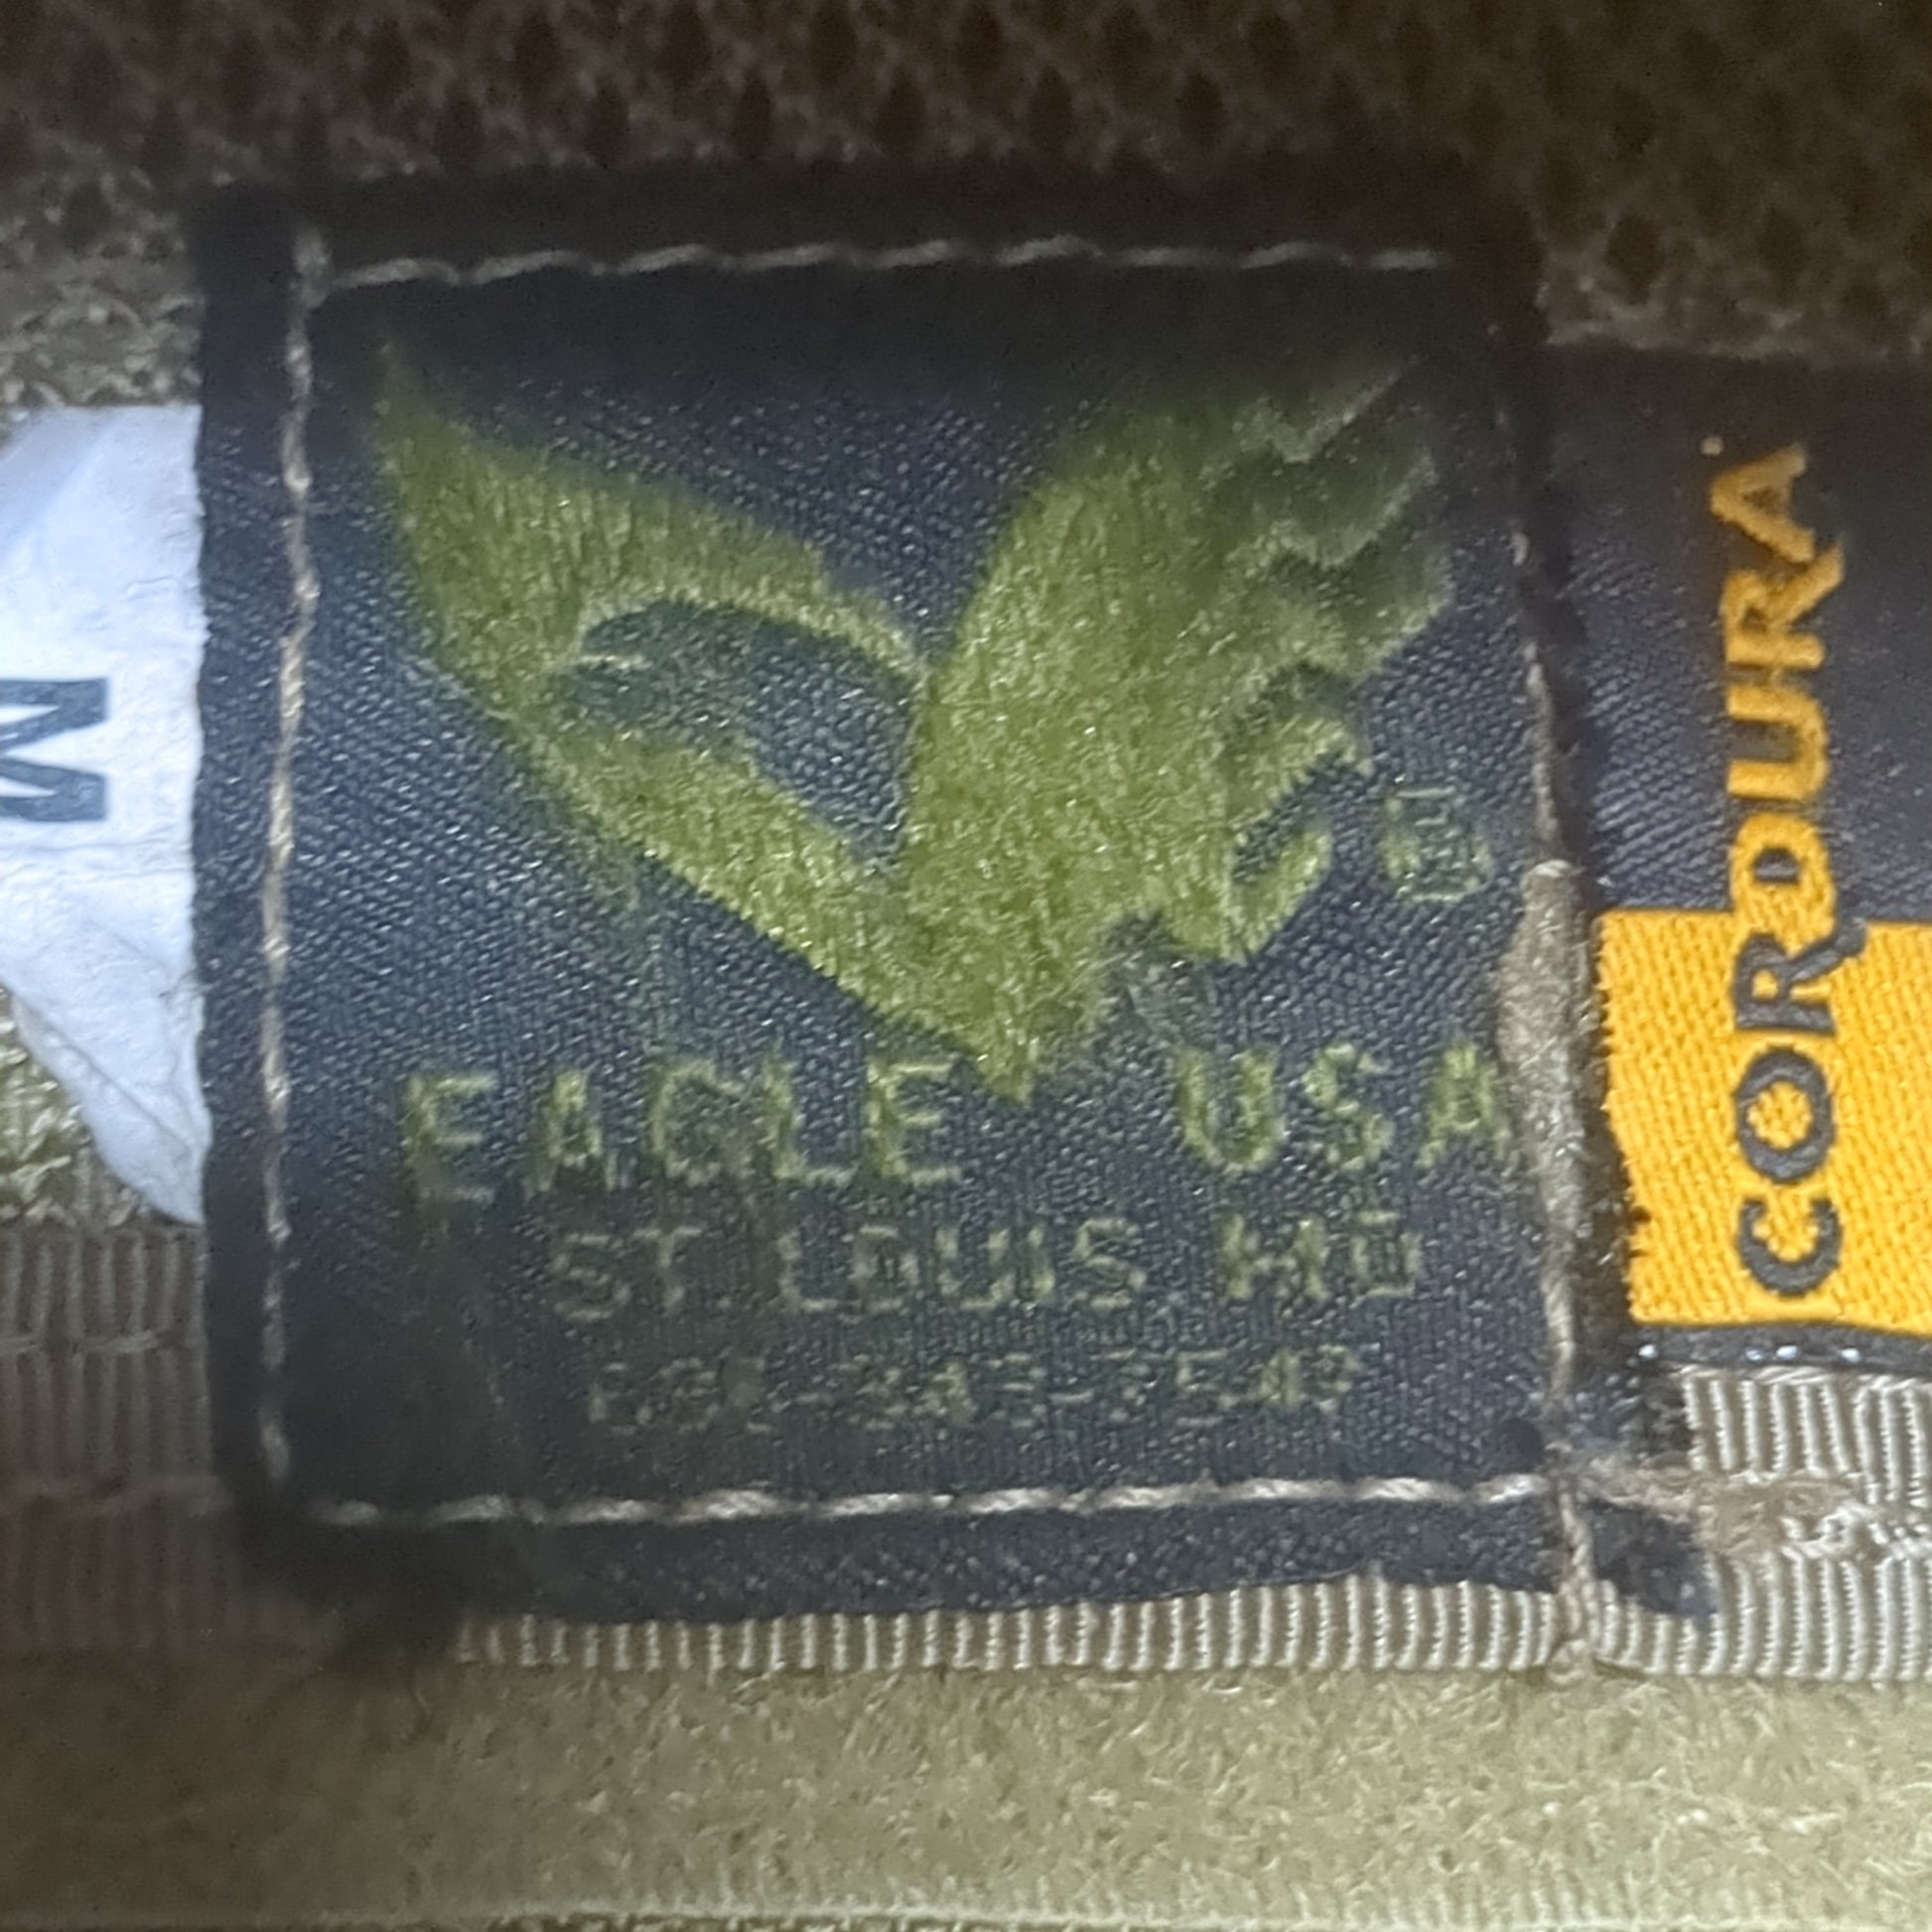 M
EAGLE USA
ST. LOUIS MO
CORDURA